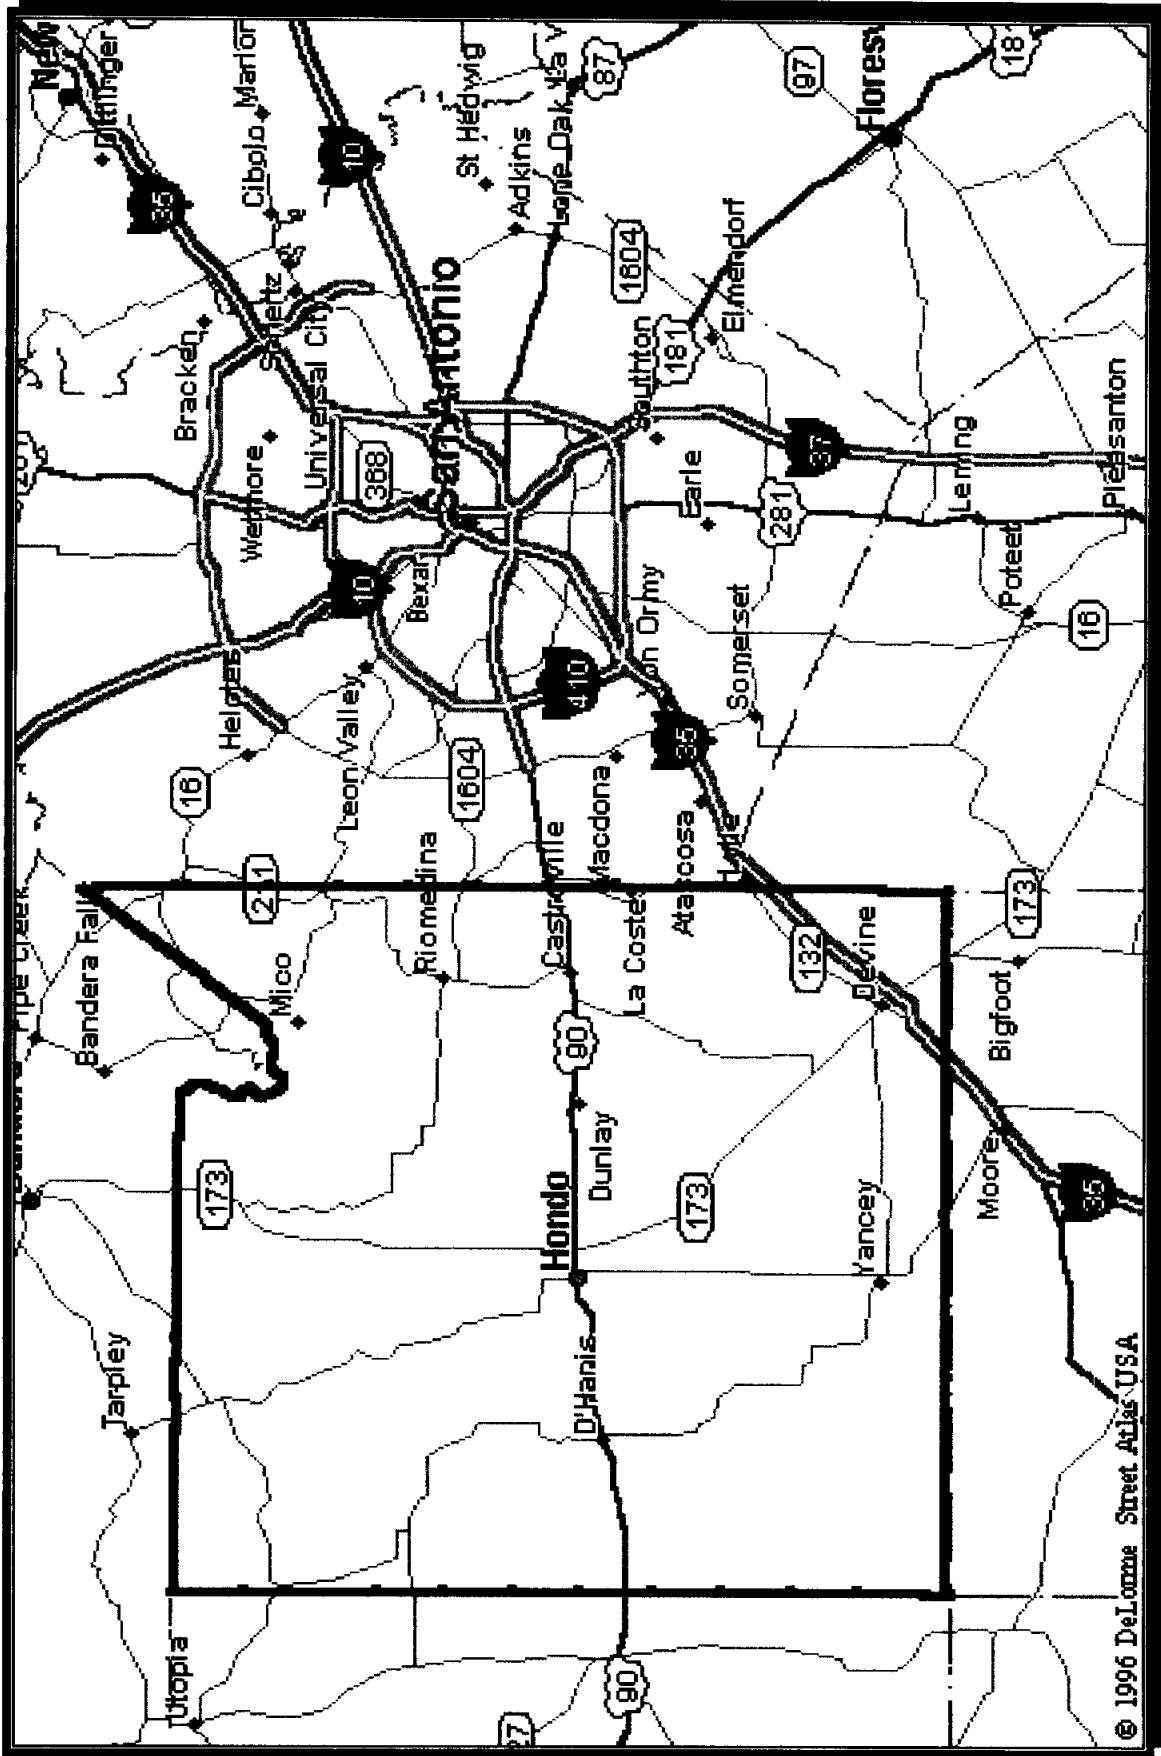 Utopia
Tarpley
Bandera Fall
Pipe Creek
Mico
173
211
16
Helotes
Leon Valley
Riomedina
1604
Wetmore
Bracken
Universal City
Schertz
Cibolo
Marion
Dittlinger
New
35
10
10
368
Bexar
San Antonio
St Hedwig
Adkins
Lone Oak
La V
87
90
D'Hanis
Hondo
Dunlay
90
Castroville
La Coste
Macdona
410
Von Ormy
Atascosa
Lytle
35
Somerset
Earle
Southton
181
1604
Elmendorf
97
Flores
181
173
Yancey
132
Devine
281
37
Leming
Poteet
16
Pleasanton
Moore
Bigfoot
173
35
© 1996 DeLorme Street Atlas USA